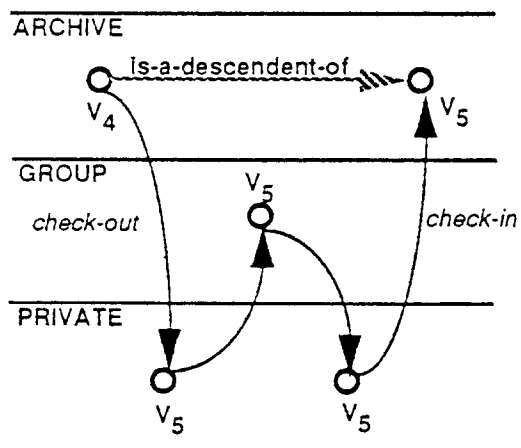 ARCHIVE
is-a-descendent-of
V4
V5
GROUP
V5
check-out
check-in
PRIVATE
V5
V5